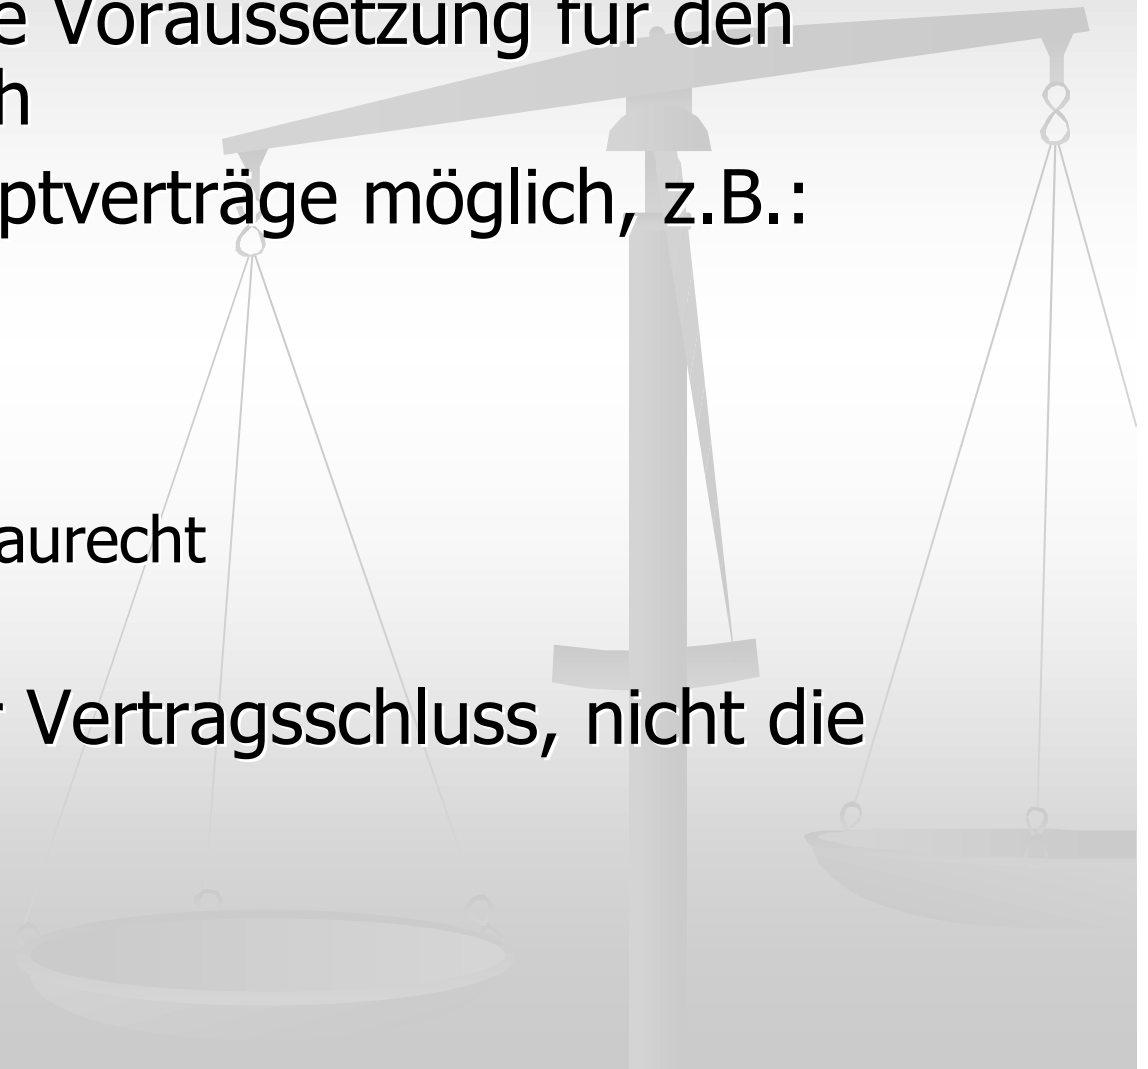 e Voraussetzung für den
h
ptverträge möglich, z.B.:
aurecht
r Vertragsschluss, nicht die